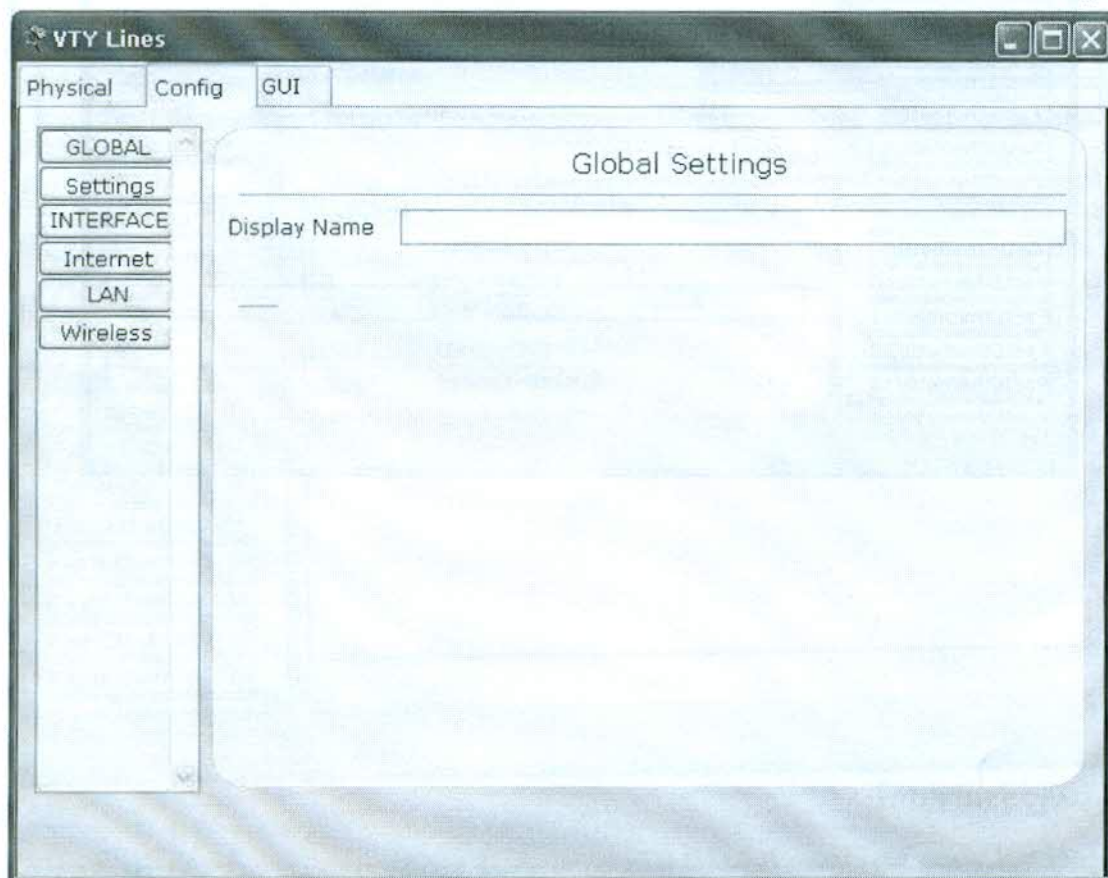 VTY Lines
Physical Config GUI
GLOBAL
Settings
INTERFACE
Internet
LAN
Wireless
Global Settings
Display Name